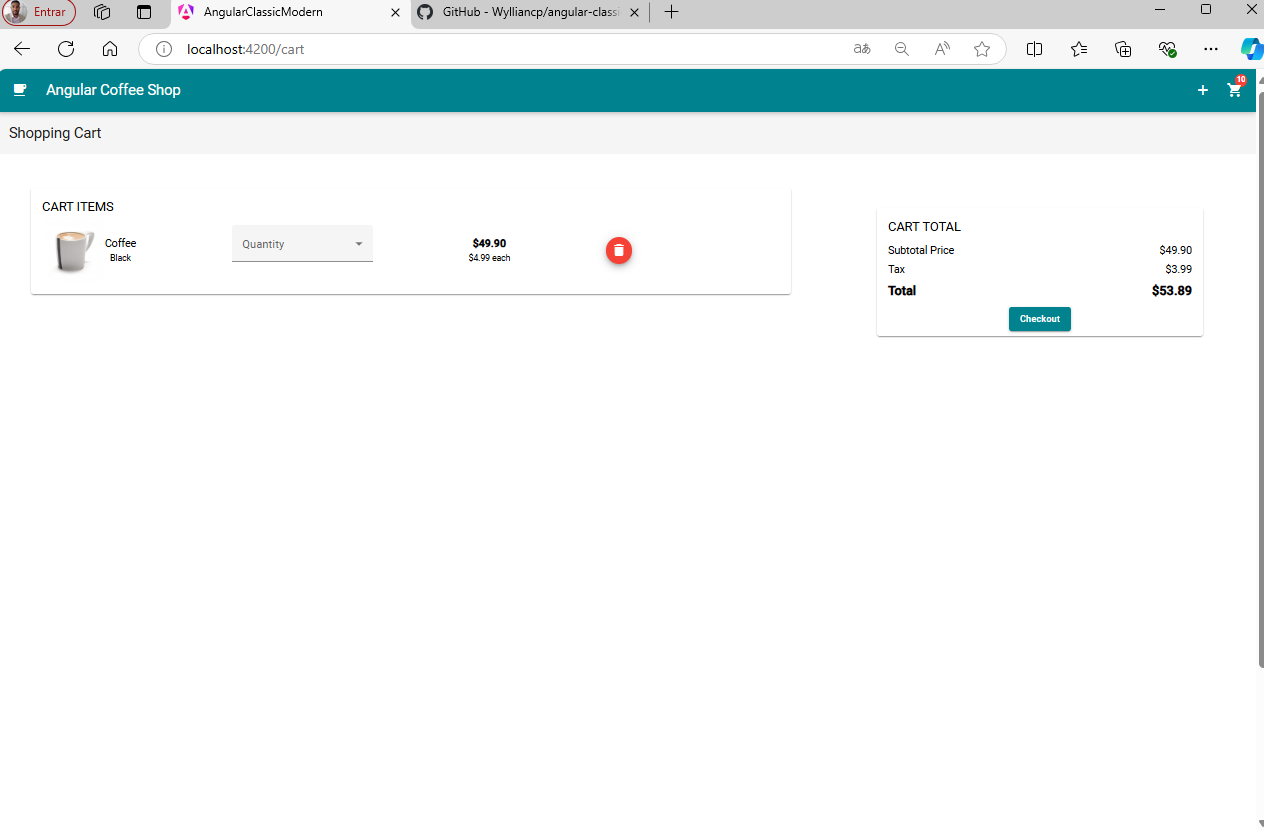 Entrar
AngularClassicModern
GitHub - Wylliancp/angular-classi
localhost:4200/cart
aあ
Angular Coffee Shop
10
Shopping Cart
CART ITEMS
Coffee
Black
Quantity
$49.90
$4.99 each
CART TOTAL
Subtotal Price $49.90
Tax $3.99
Total $53.89
Checkout